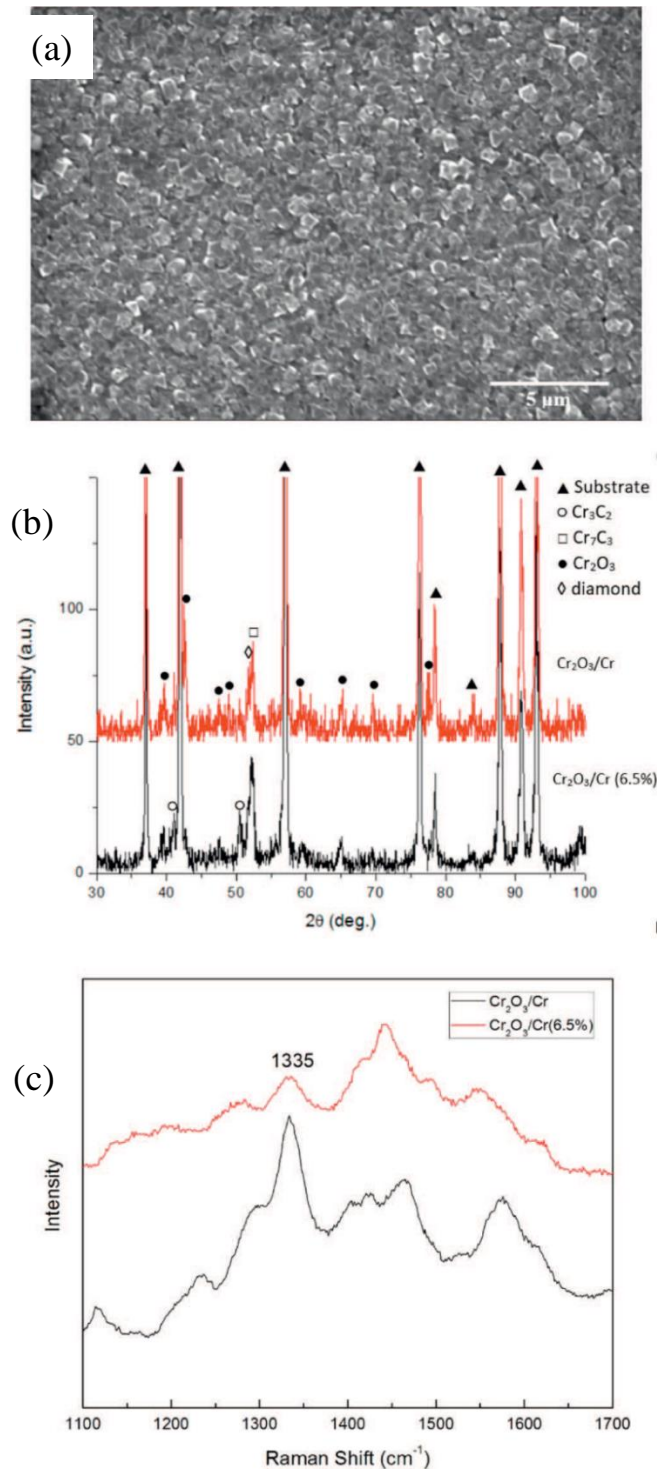 (a)
5 µm
(b)
▲ Substrate
○ Cr₃C₂
□ Cr₇C₃
● Cr₂O₃
◊ diamond
Cr₂O₃/Cr
Cr₂O₃/Cr (6.5%)
Intensity (a.u.)
100
50
0
30 40 50 60 70 80 90 100
2θ (deg.)
(c)
Cr₂O₃/Cr
Cr₂O₃/Cr(6.5%)
1335
Intensity
1100 1200 1300 1400 1500 1600 1700
Raman Shift (cm⁻¹)